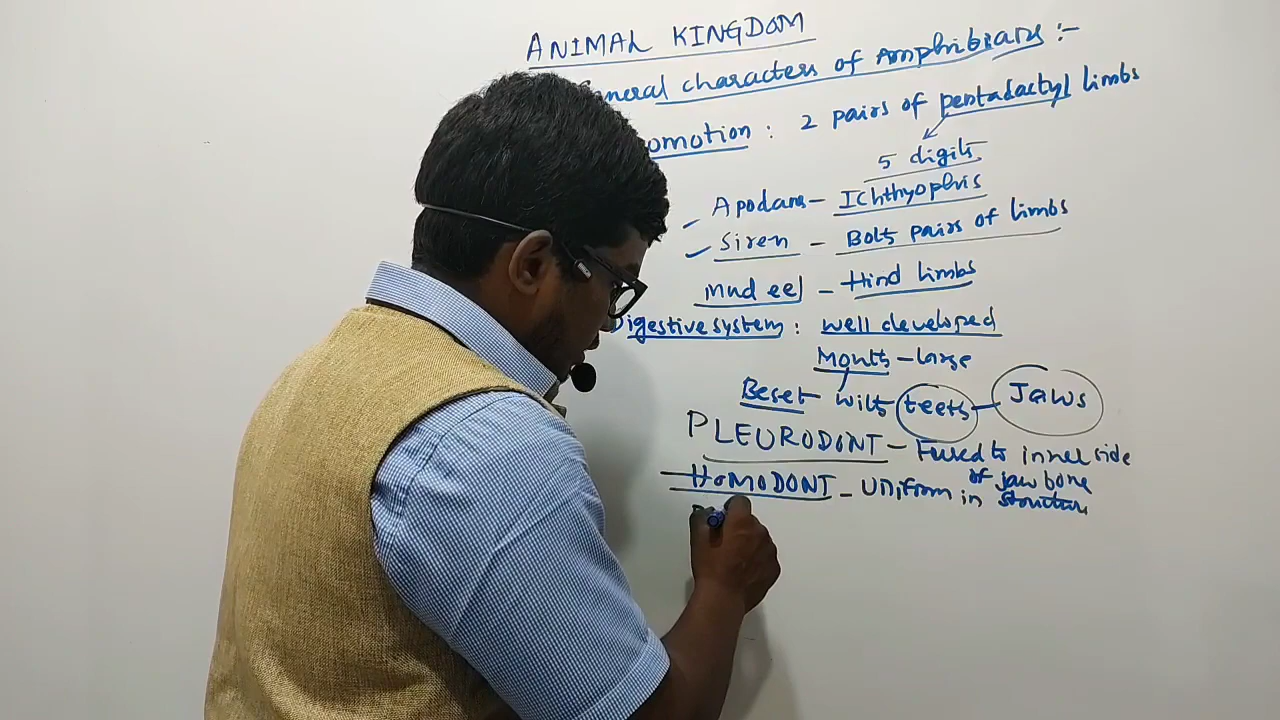 ANIMAL KINGDOM
General characters of Amphibians :-
omotion : 2 pairs of pentadactyl limbs
5 digits
Apodans - Ichthyophis
Siren - Both pairs of limbs
Mud eel - Hind limbs
Digestive system : well developed
Mouth - large
Beset with teeth - Jaws
PLEURODONT - Fused to inner side
of jaw bone
HOMODONT - Uniform in structure